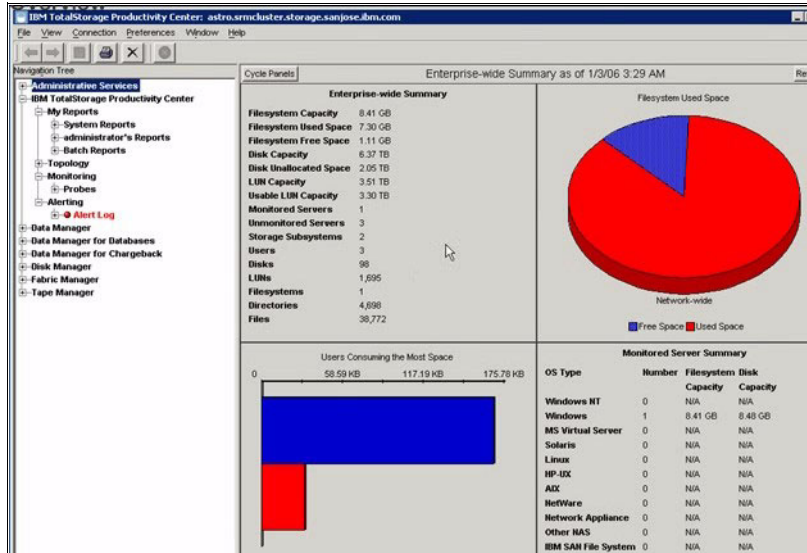 Overview
IBM TotalStorage Productivity Center: astro.srmcluster.storage.sanjose.ibm.com
File View Connection Preferences Window Help
Navigation Tree
Administrative Services
IBM TotalStorage Productivity Center
My Reports
System Reports
administrator's Reports
Batch Reports
Topology
Monitoring
Probes
Alerting
Alert Log
Data Manager
Data Manager for Databases
Data Manager for Chargeback
Disk Manager
Fabric Manager
Tape Manager
Cycle Panels Enterprise-wide Summary as of 1/3/06 3:29 AM Re
Enterprise-wide Summary
Filesystem Capacity 8.41 GB
Filesystem Used Space 7.30 GB
Filesystem Free Space 1.11 GB
Disk Capacity 6.37 TB
Disk Unallocated Space 2.05 TB
LUN Capacity 3.51 TB
Usable LUN Capacity 3.30 TB
Monitored Servers 1
Unmonitored Servers 3
Storage Subsystems 2
Users 3
Disks 98
LUNs 1,695
Filesystems 1
Directories 4,698
Files 38,772
Filesystem Used Space
Network-wide
Free Space Used Space
Users Consuming the Most Space
0 58.59 KB 117.19 KB 175.78 KB
Monitored Server Summary
OS Type Number Filesystem Disk
Capacity Capacity
Windows NT 0 N/A N/A
Windows 1 8.41 GB 8.48 GB
MS Virtual Server 0 N/A N/A
Solaris 0 N/A N/A
Linux 0 N/A N/A
HP-UX 0 N/A N/A
AIX 0 N/A N/A
NetWare 0 N/A N/A
Network Appliance 0 N/A N/A
Other NAS 0 N/A N/A
IBM SAN File System 0 N/A N/A